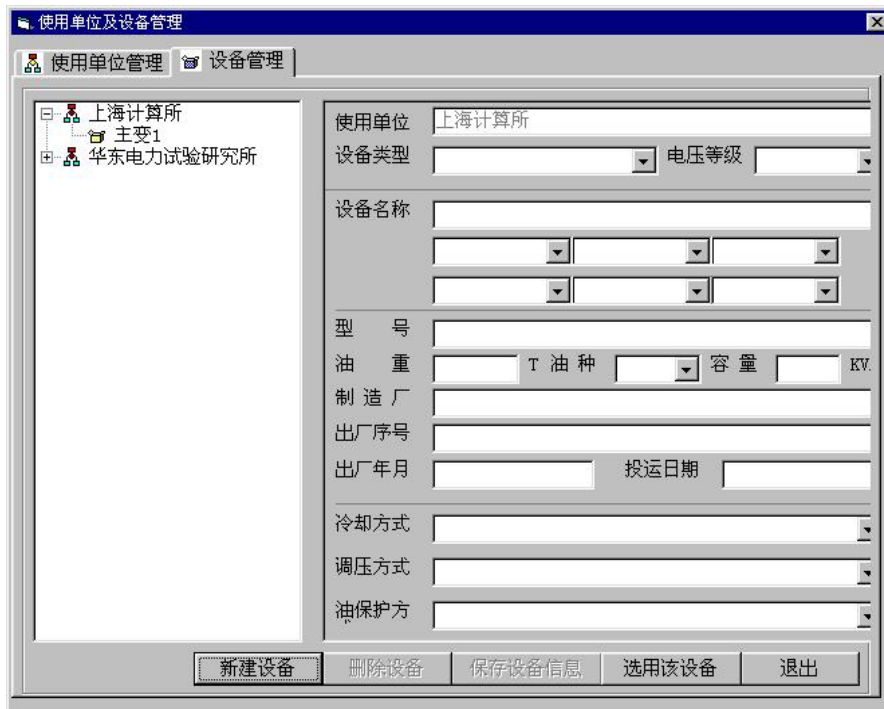 使用单位及设备管理
使用单位管理 设备管理
上海计算所
主变1
华东电力试验研究所
使用单位 上海计算所
设备类型 电压等级
设备名称
型 号
油 重 T 油种 容量 KV.
制造厂
出厂序号
出厂年月 投运日期
冷却方式
调压方式
油保护方
新建设备 删除设备 保存设备信息 选用该设备 退出